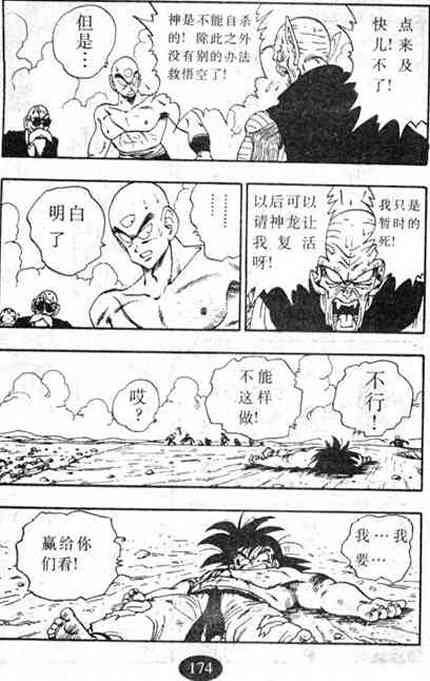 快点
儿！来
不及
了！
神是不能自杀
的！除此之外
没有别的办法
救悟空了！
但
是…
我只是
暂时的
死！
以后可以
请神龙让
我复活
呀！
……
……
明白
了
不
行！
不能
这样
做！
哎？
我…我
要…
赢给你
们看！
174